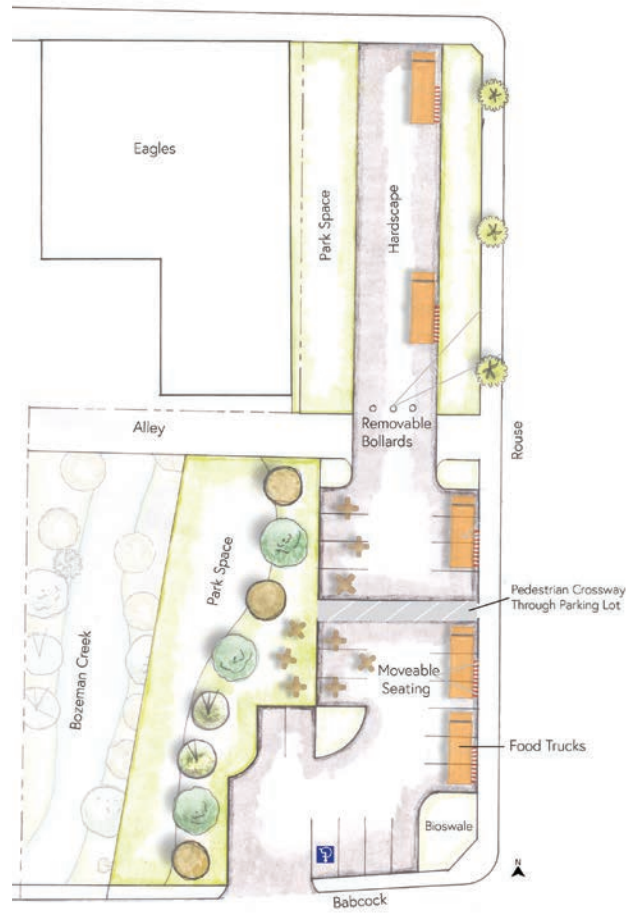 Eagles
Park Space
Hardscape
Alley
Removable
Bollards
Rouse
Park Space
Bozeman Creek
Pedestrian Crossway
Through Parking Lot
Moveable
Seating
Food Trucks
Bioswale
N
Babcock